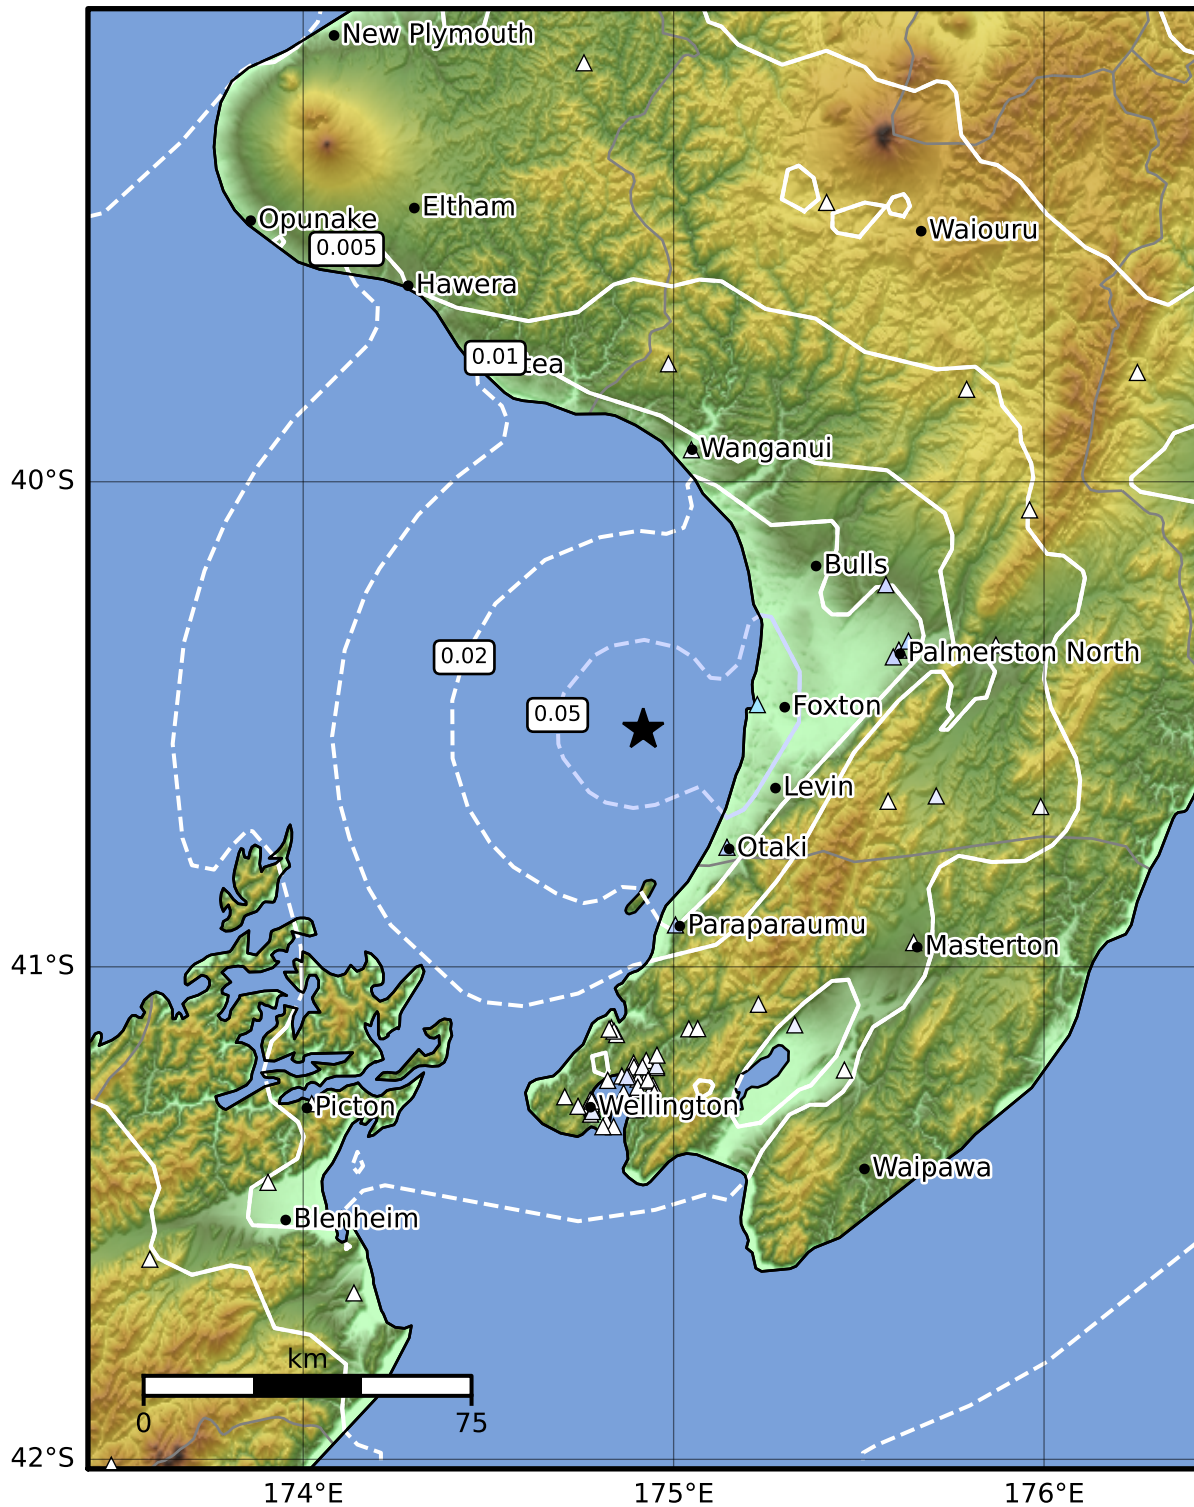 New Plymouth
Eltham
Opunake
0.005
Waiouru
Hawera
0.01
tea
Wanganui
40°S
Bulls
0.02
Palmerston North
0.05
Foxton
Levin
Otaki
Paraparaumu
Masterton
41°S
Picton
Wellington
Waipawa
Blenheim
km
0 75
42°S
174°E 175°E 176°E